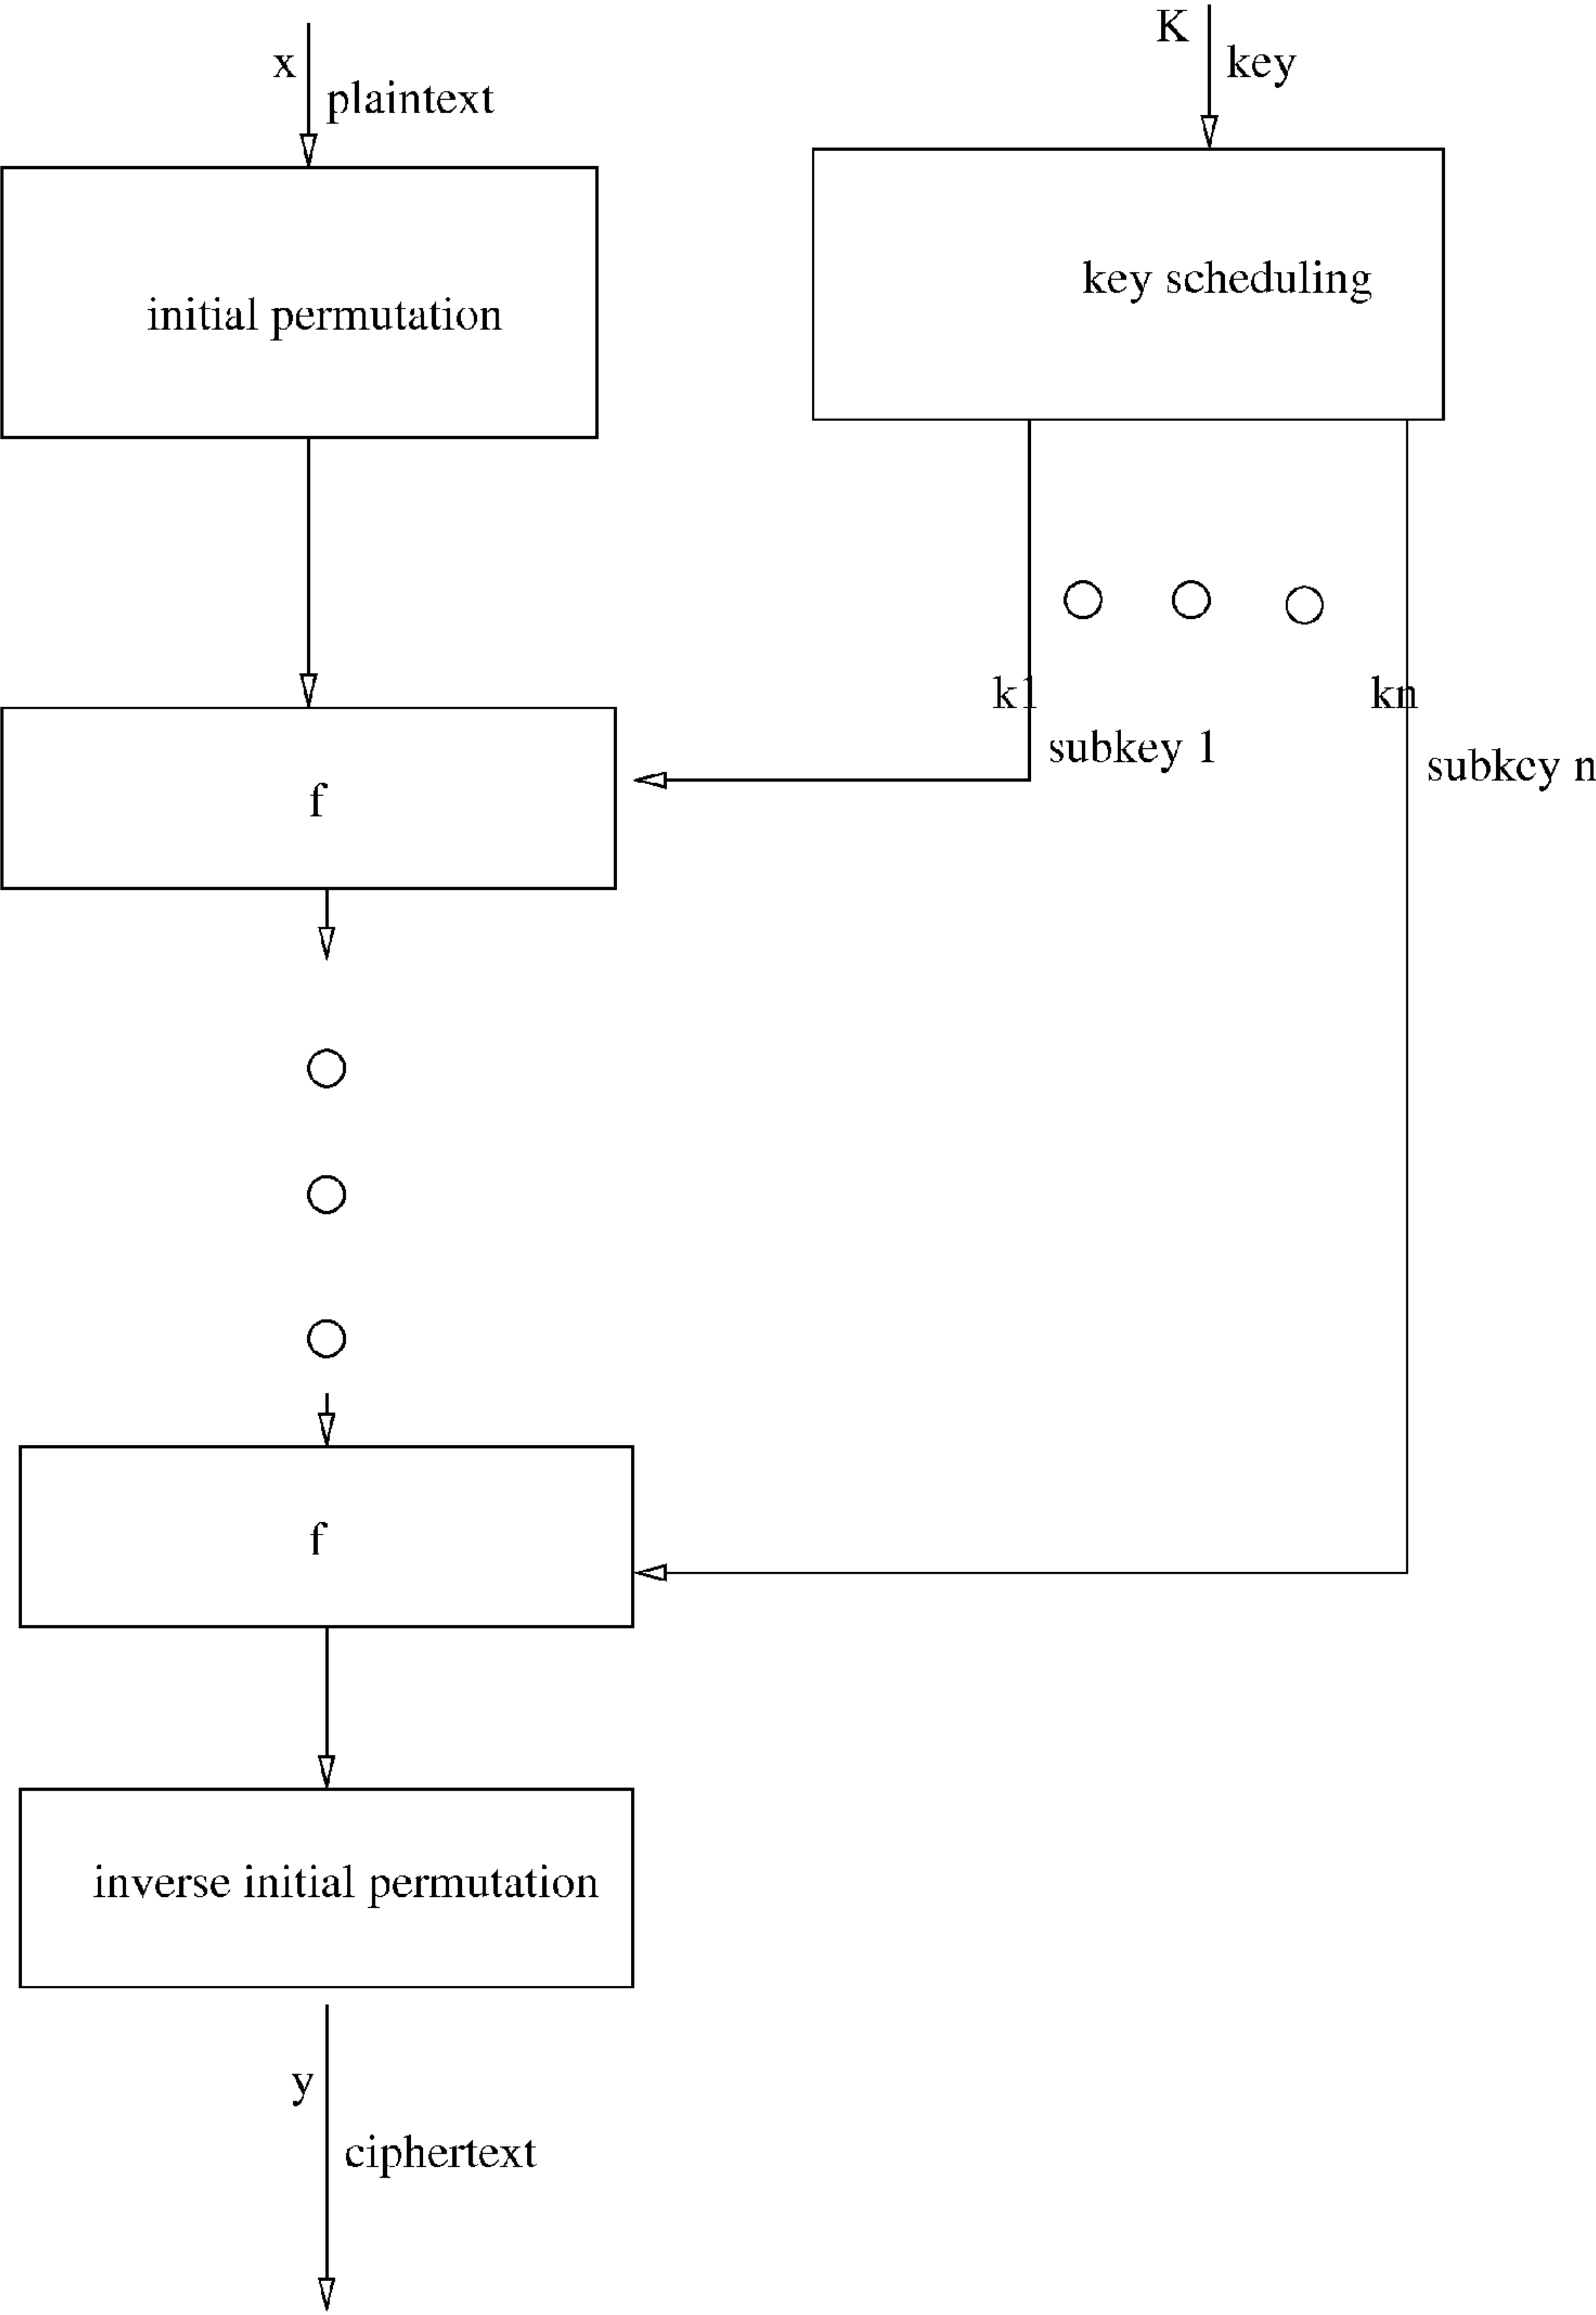 x
plaintext
K
key
initial permutation
key scheduling
k1
subkey 1
kn
subkey n
f
f
inverse initial permutation
y
ciphertext